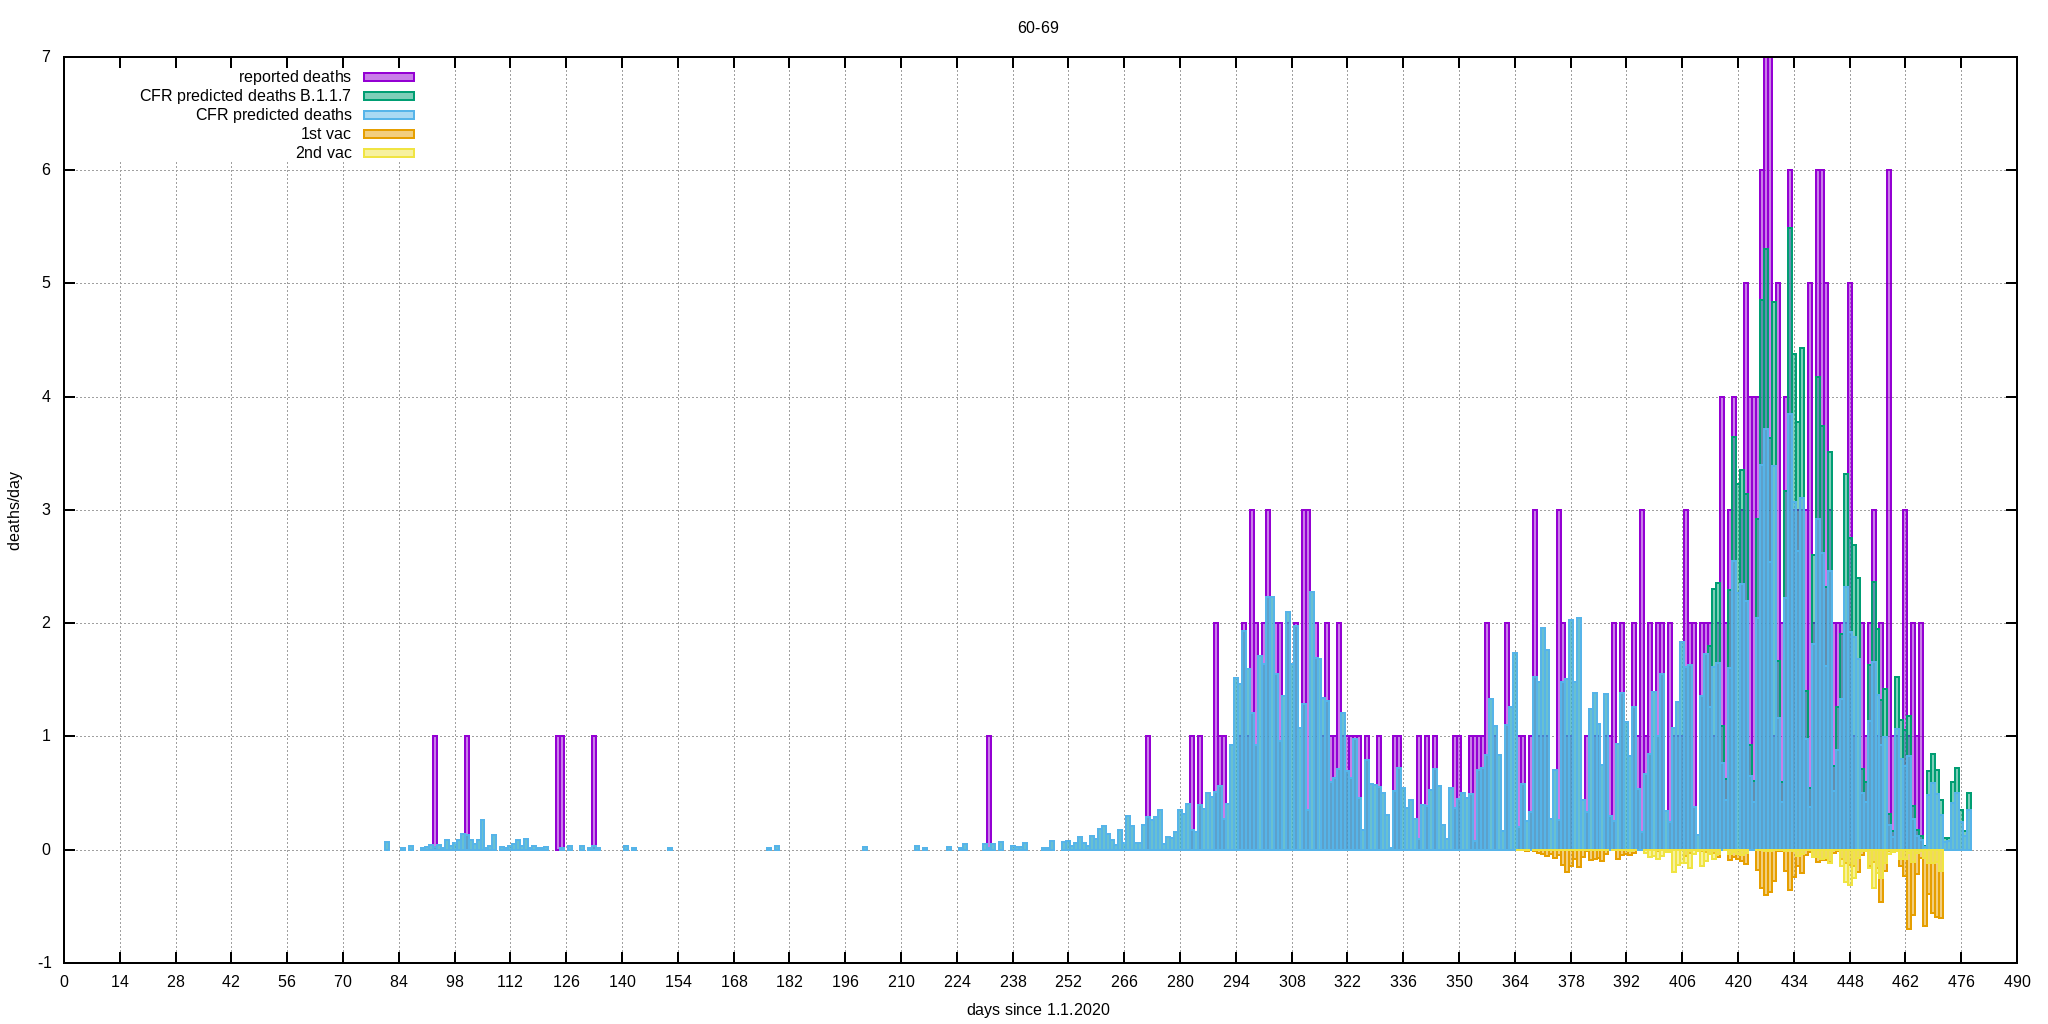 60-69
reported deaths
CFR predicted deaths B.1.1.7
CFR predicted deaths
1st vac
2nd vac
7
6
5
4
3
2
1
0
-1
deaths/day
0 14 28 42 56 70 84 98 112 126 140 154 168 182 196 210 224 238 252 266 280 294 308 322 336 350 364 378 392 406 420 434 448 462 476 490
days since 1.1.2020